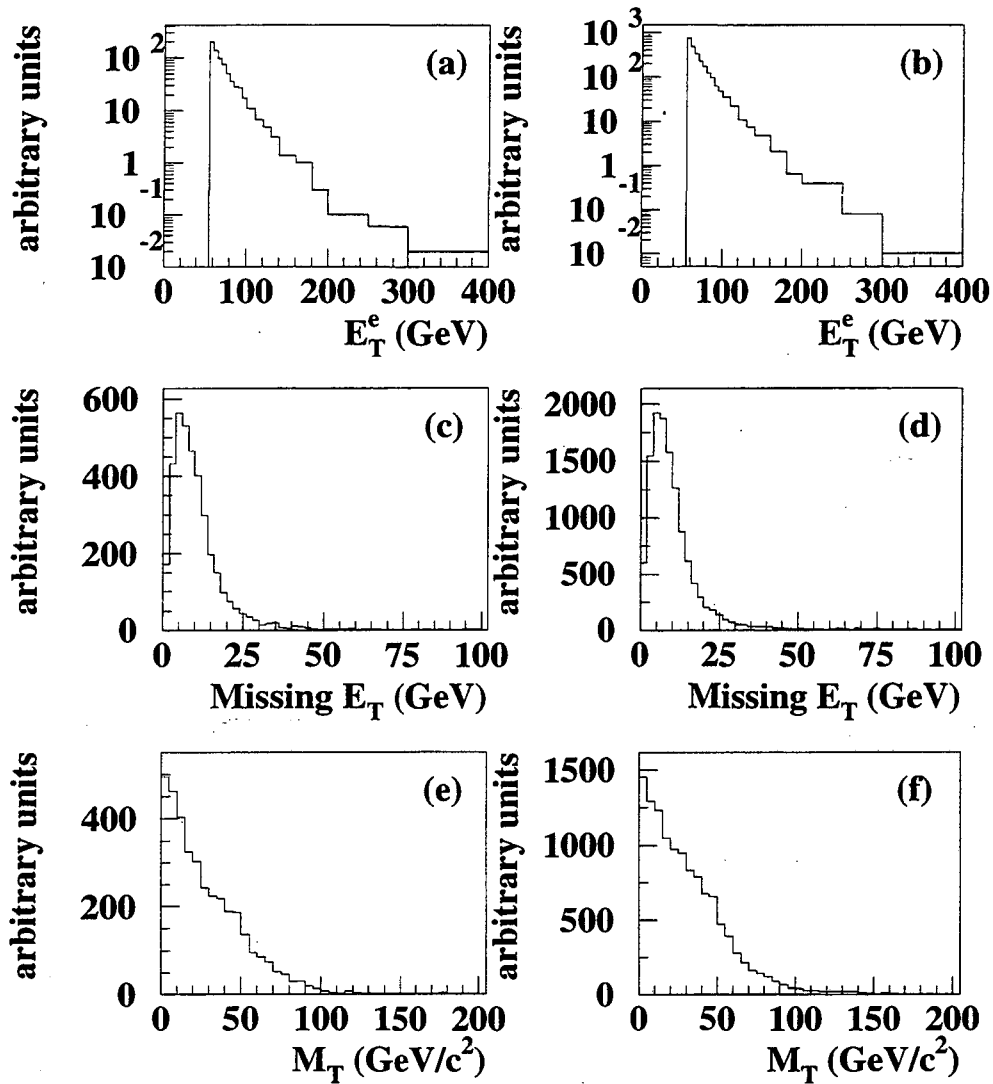 arbitrary units
10 2
10
1
-1
10
-2
10
(a)
0 100 200 300 400
E_T^e (GeV)
arbitrary units
10 3
10 2
10
1
-1
10
-2
10
(b)
0 100 200 300 400
E_T^e (GeV)
arbitrary units
600
400
200
0
(c)
0 25 50 75 100
Missing E_T (GeV)
arbitrary units
2000
1500
1000
500
0
(d)
0 25 50 75 100
Missing E_T (GeV)
arbitrary units
400
200
0
(e)
0 50 100 150 200
M_T (GeV/c²)
arbitrary units
1500
1000
500
0
(f)
0 50 100 150 200
M_T (GeV/c²)